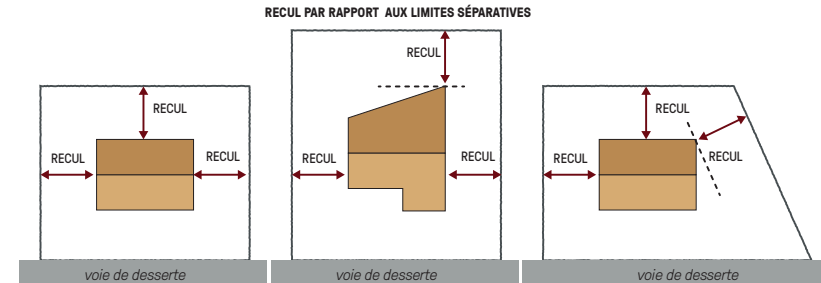 RECUL PAR RAPPORT AUX LIMITES SÉPARATIVES
RECUL
RECUL
RECUL
voie de desserte
RECUL
RECUL
RECUL
voie de desserte
RECUL
RECUL
RECUL
voie de desserte